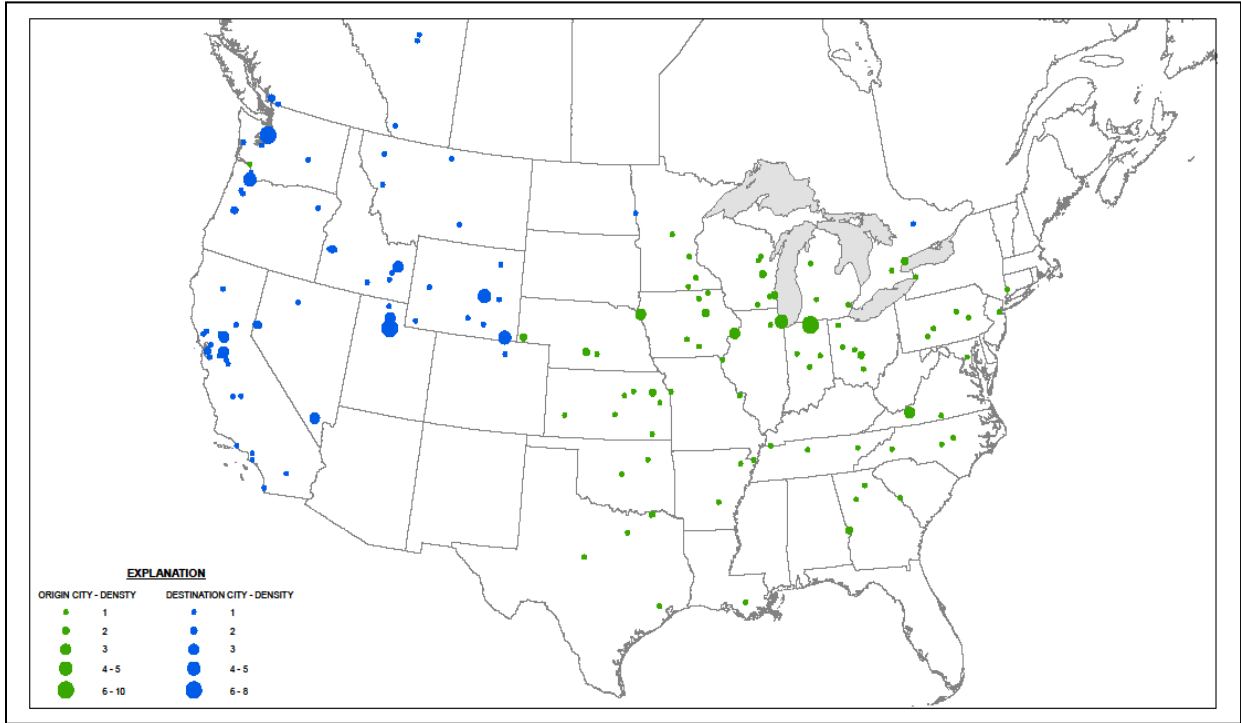 EXPLANATION
ORIGIN CITY - DENSTY DESTINATION CITY - DENSITY
1 1
2 2
3 3
4 - 5 4 - 5
6 - 10 6 - 8